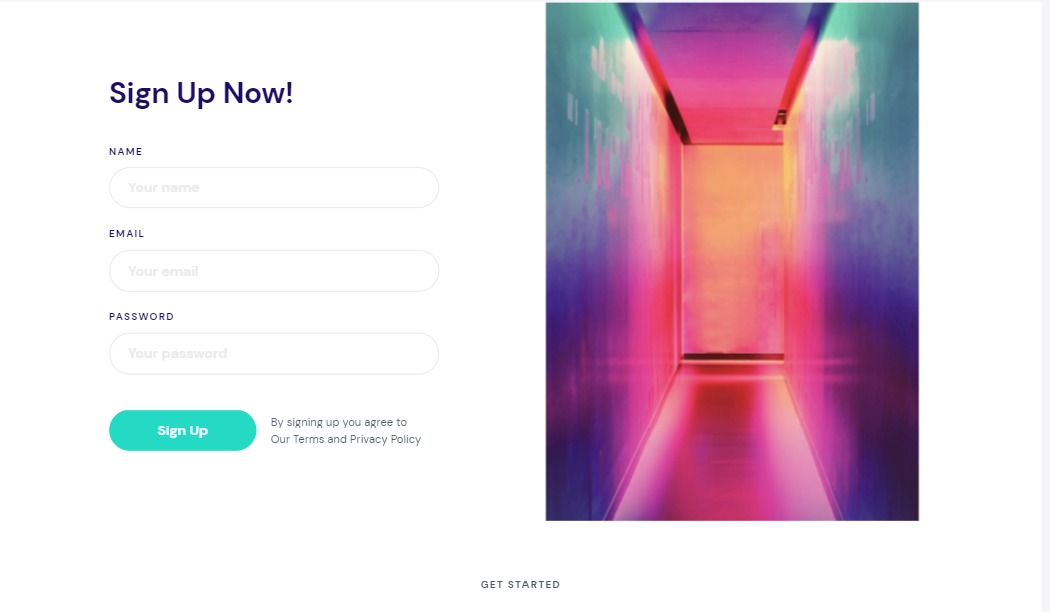 Sign Up Now!
NAME
Your name
EMAIL
Your email
PASSWORD
Your password
Sign Up
By signing up you agree to
Our Terms and Privacy Policy
GET STARTED